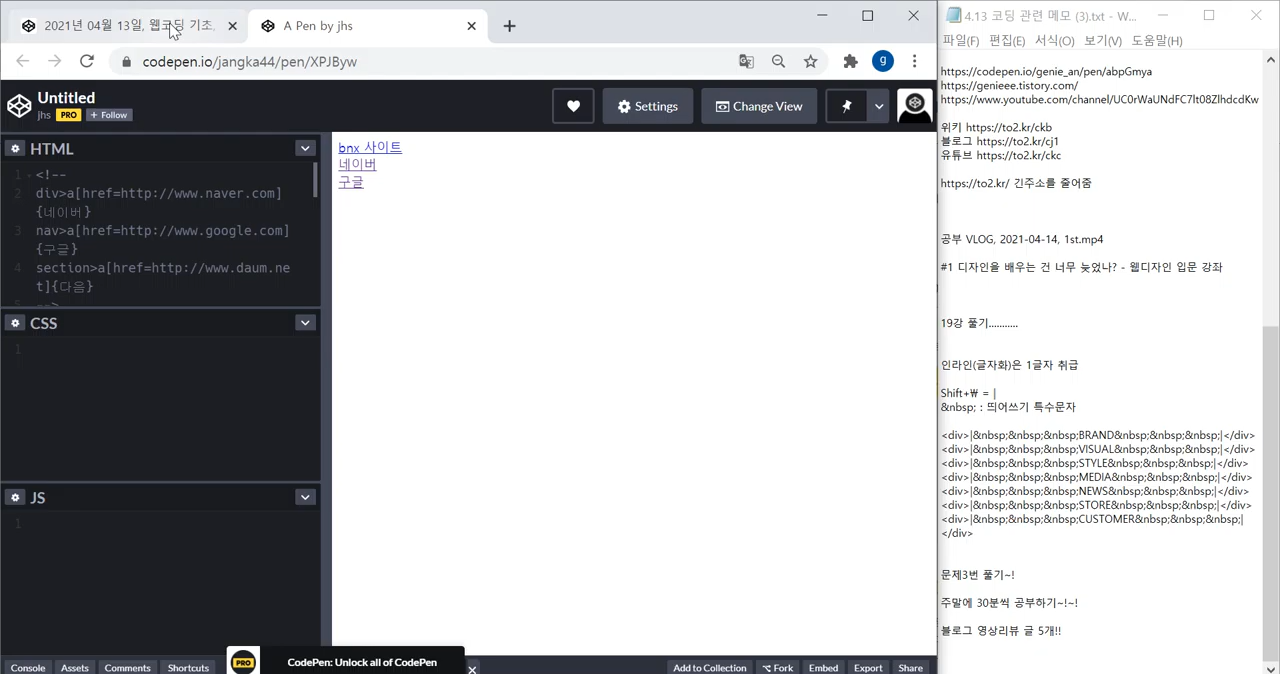 2021년 04월 13일, 웹코딩 기초.
A Pen by jhs
codepen.io/jangka44/pen/XPJByw
g
Untitled
jhs PRO + Follow
Settings
Change View
HTML
1 <!--
2 div>a[href=http://www.naver.com]
{네이버}
3 nav>a[href=http://www.google.com]
{구글}
4 section>a[href=http://www.daum.ne
t]{다음}
5 -->
CSS
1
JS
1
bnx 사이트
네이버
구글
PRO CodePen: Unlock all of CodePen
Console Assets Comments Shortcuts
Add to Collection Fork Embed Export Share
4.13 코딩 관련 메모 (3).txt - W...
파일(F) 편집(E) 서식(O) 보기(V) 도움말(H)
https://codepen.io/genie_an/pen/abpGmya
https://genieee.tistory.com/
https://www.youtube.com/channel/UC0rWaUNdFC7lt08ZlhdcdKw
위키 https://to2.kr/ckb
블로그 https://to2.kr/cj1
유튜브 https://to2.kr/ckc
https://to2.kr/ 긴주소를 줄어줌
공부 VLOG, 2021-04-14, 1st.mp4
#1 디자인을 배우는 건 너무 늦었나? - 웹디자인 입문 강좌
19강 풀기...........
인라인(글자화)은 1글자 취급
Shift+₩ = |
&nbsp; : 띄어쓰기 특수문자
<div>|&nbsp;&nbsp;&nbsp;BRAND&nbsp;&nbsp;&nbsp;|</div>
<div>|&nbsp;&nbsp;&nbsp;VISUAL&nbsp;&nbsp;&nbsp;|</div>
<div>|&nbsp;&nbsp;&nbsp;STYLE&nbsp;&nbsp;&nbsp;|</div>
<div>|&nbsp;&nbsp;&nbsp;MEDIA&nbsp;&nbsp;&nbsp;|</div>
<div>|&nbsp;&nbsp;&nbsp;NEWS&nbsp;&nbsp;&nbsp;|</div>
<div>|&nbsp;&nbsp;&nbsp;STORE&nbsp;&nbsp;&nbsp;|</div>
<div>|&nbsp;&nbsp;&nbsp;CUSTOMER&nbsp;&nbsp;&nbsp;|
</div>
문제3번 풀기~!
주말에 30분씩 공부하기~!~!
블로그 영상리뷰 글 5개!!